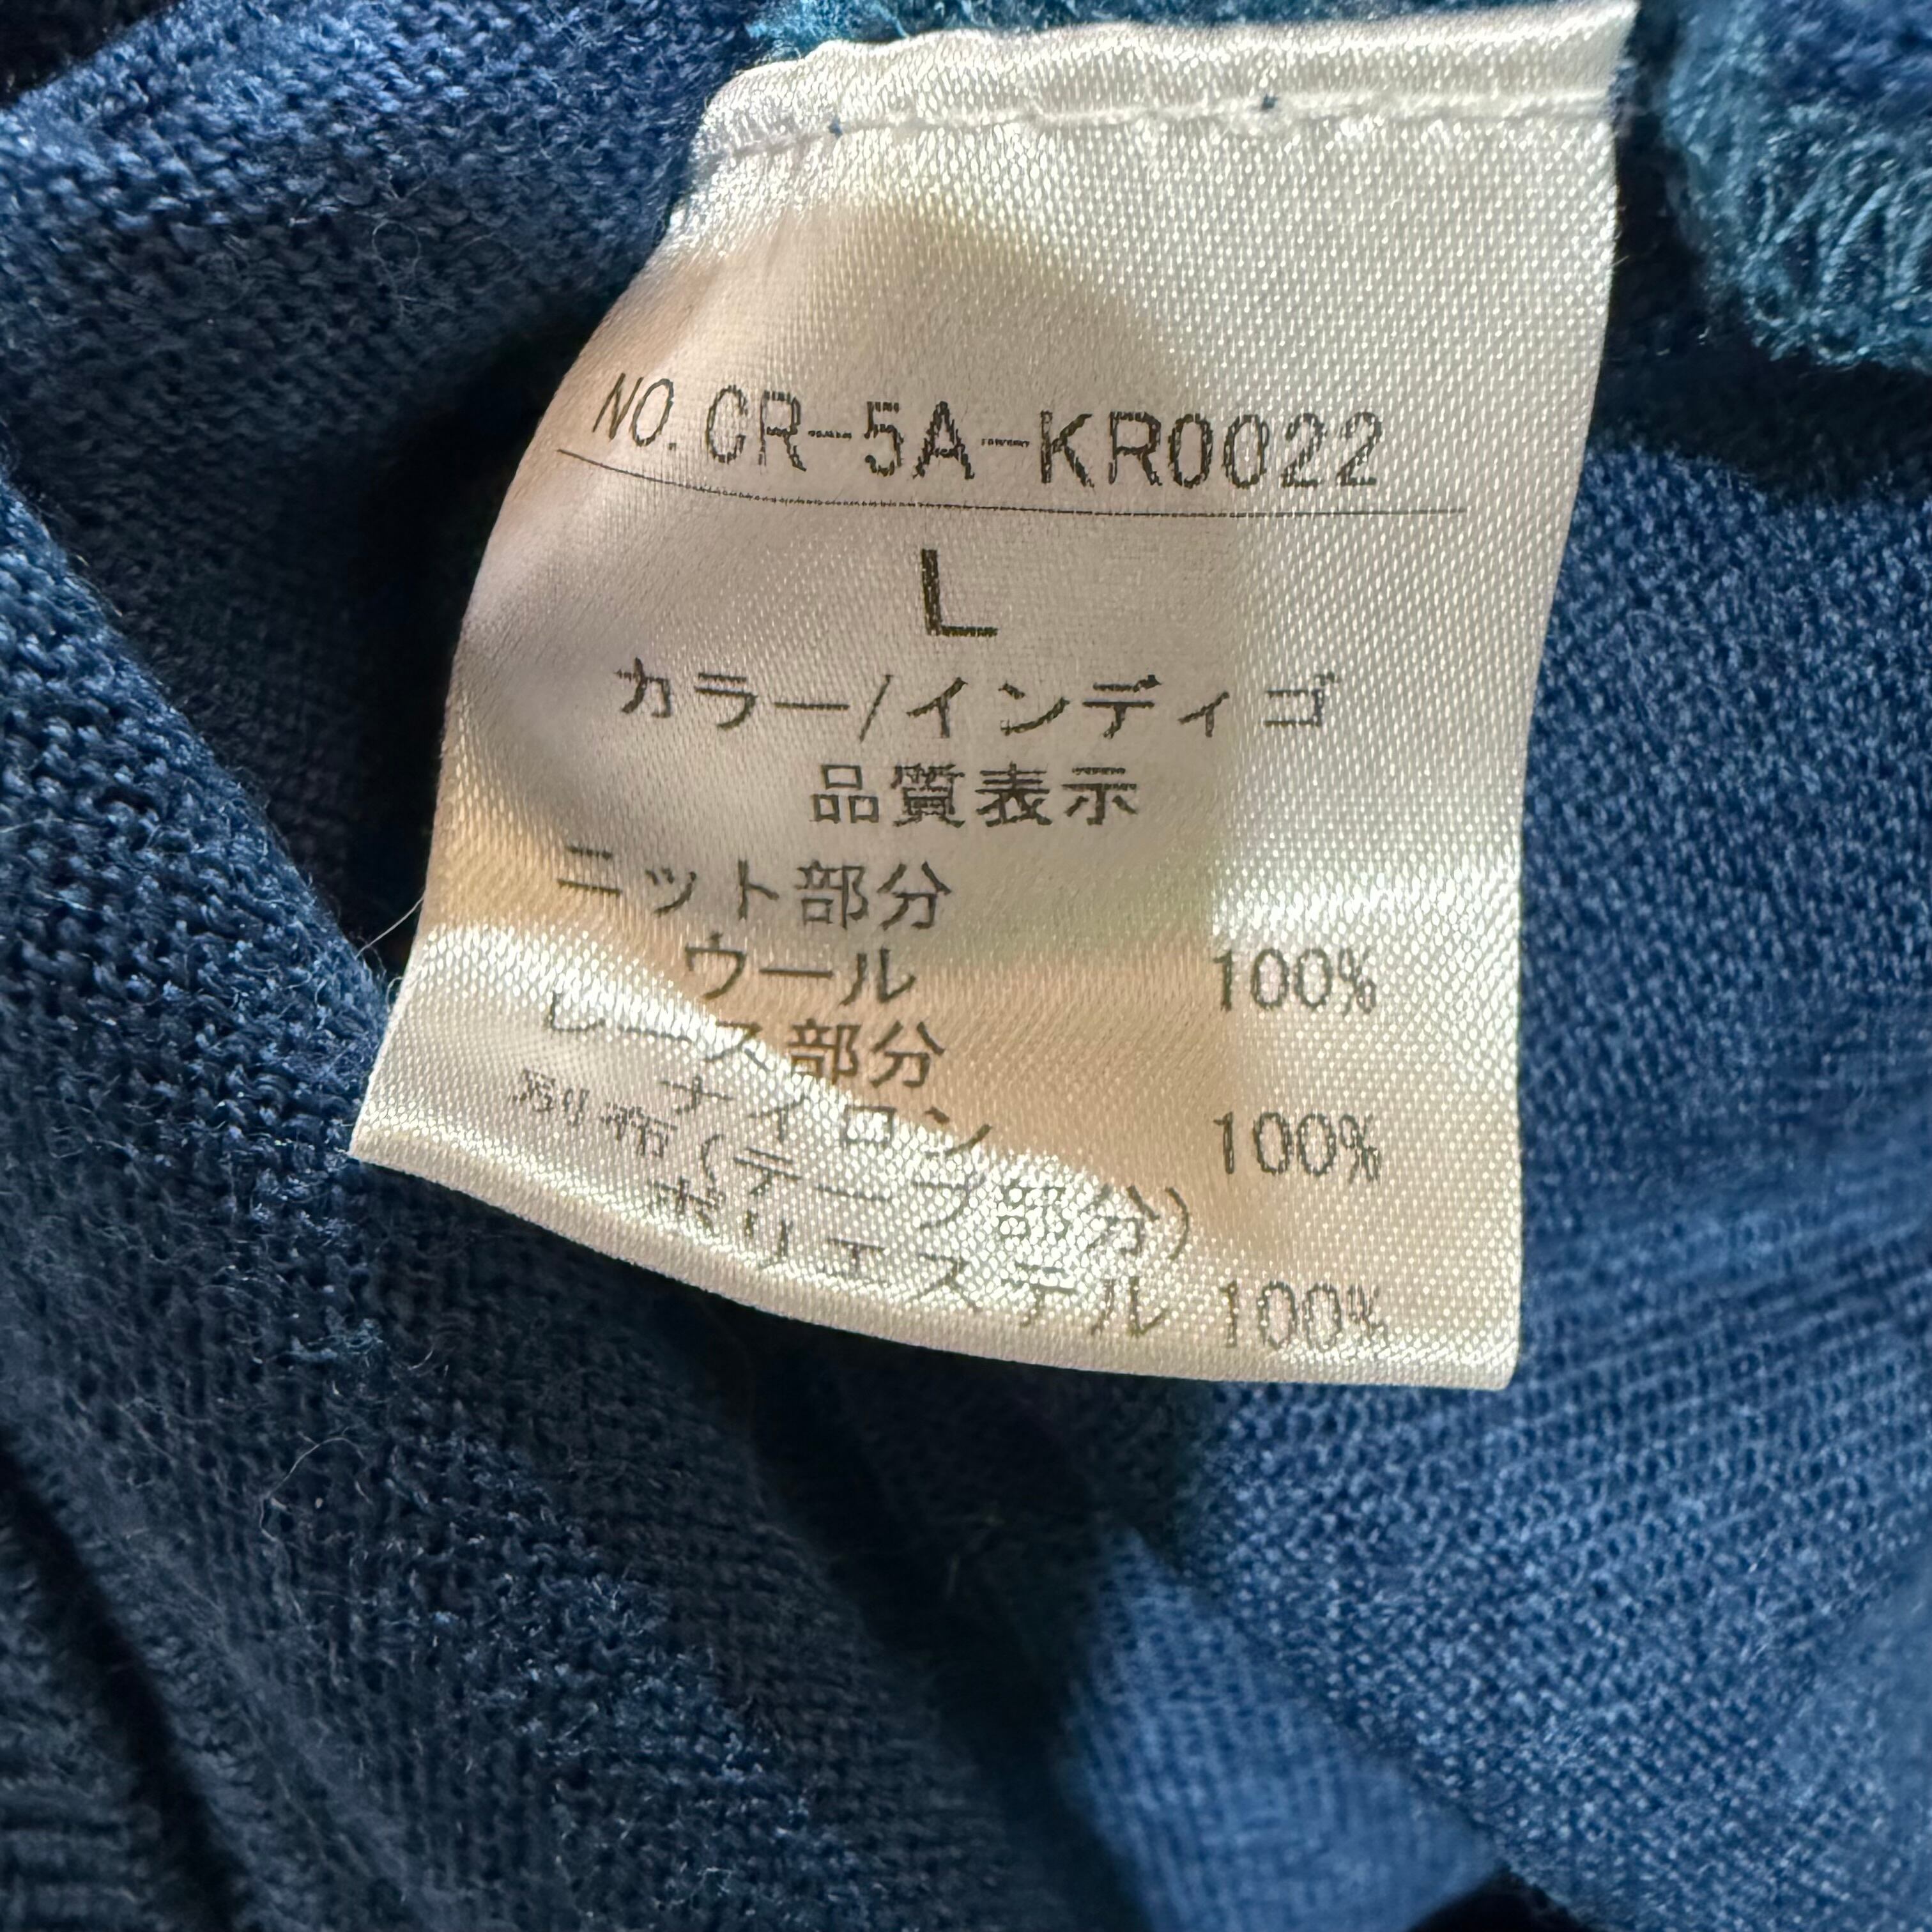 NO.CR-5A-KR0022
L
カラー/インディゴ
品質表示
ニット部分
ウール 100%
レース部分
ナイロン 100%
別布(テープ部分)
ポリエステル 100%